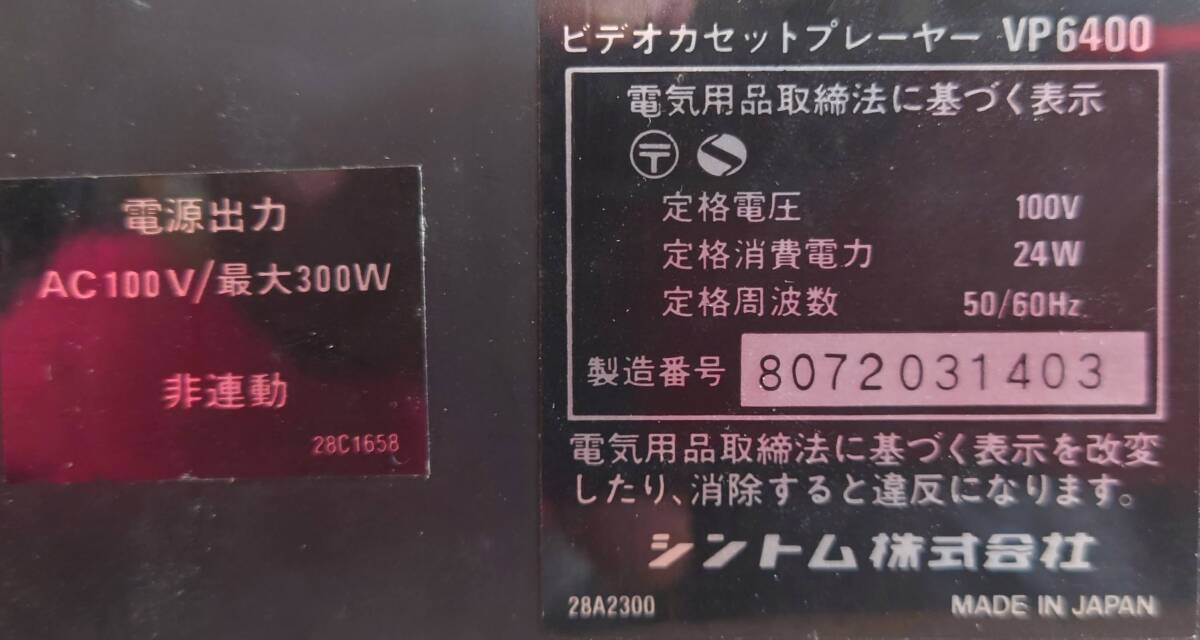 電源出力
AC100V/最大300W
非連動
28C1658
ビデオカセットプレーヤー VP6400
電気用品取締法に基づく表示
〒
定格電圧 100V
定格消費電力 24W
定格周波数 50/60Hz
製造番号 8072031403
電気用品取締法に基づく表示を改変
したり、消除すると違反になります。
シントム株式会社
28A2300 MADE IN JAPAN